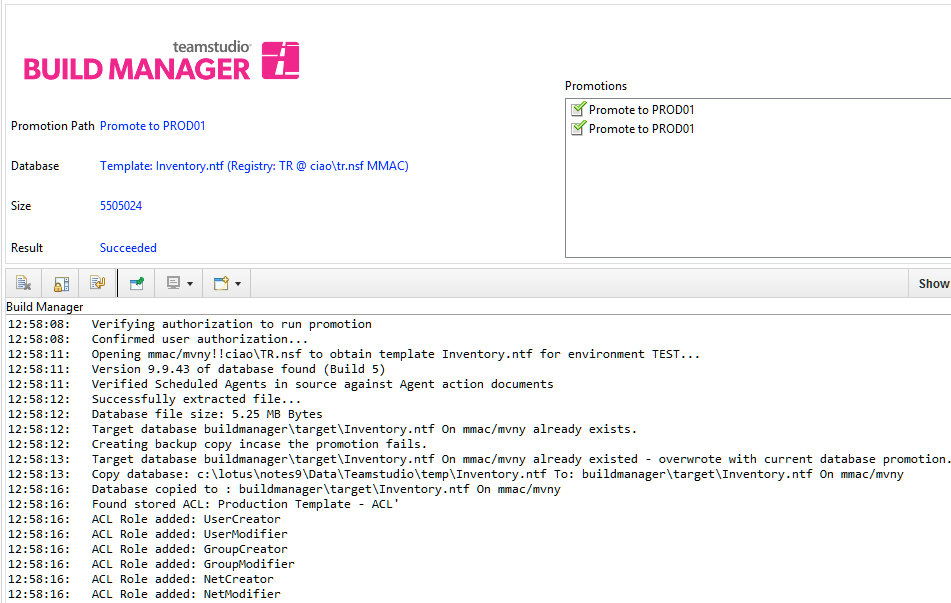 teamstudio
BUILD MANAGER
Promotions
Promote to PROD01
Promote to PROD01
Promotion Path Promote to PROD01
Database Template: Inventory.ntf (Registry: TR @ ciao\tr.nsf MMAC)
Size 5505024
Result Succeeded
Show
Build Manager
12:58:08: Verifying authorization to run promotion
12:58:08: Confirmed user authorization...
12:58:11: Opening mmac/mvny!!ciao\TR.nsf to obtain template Inventory.ntf for environment TEST...
12:58:11: Version 9.9.43 of database found (Build 5)
12:58:11: Verified Scheduled Agents in source against Agent action documents
12:58:12: Successfully extracted file...
12:58:12: Database file size: 5.25 MB Bytes
12:58:12: Target database buildmanager\target\Inventory.ntf On mmac/mvny already exists.
12:58:12: Creating backup copy incase the promotion fails.
12:58:13: Target database buildmanager\target\Inventory.ntf On mmac/mvny already existed - overwrote with current database promotion.
12:58:13: Copy database: c:\lotus\notes9\Data\Teamstudio\temp\Inventory.ntf To: buildmanager\target\Inventory.ntf On mmac/mvny
12:58:16: Database copied to : buildmanager\target\Inventory.ntf On mmac/mvny
12:58:16: Found stored ACL: Production Template - ACL'
12:58:16: ACL Role added: UserCreator
12:58:16: ACL Role added: UserModifier
12:58:16: ACL Role added: GroupCreator
12:58:16: ACL Role added: GroupModifier
12:58:16: ACL Role added: NetCreator
12:58:16: ACL Role added: NetModifier